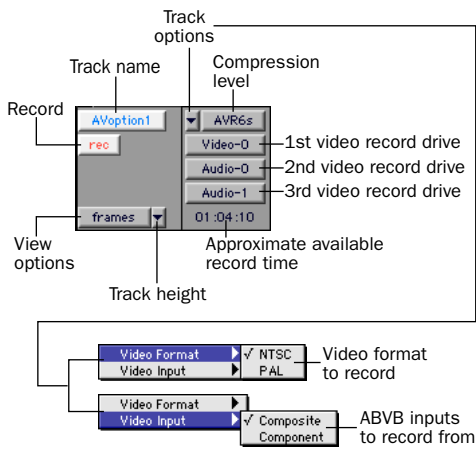 Track
options
Track name
Compression
level
Record
AVoption1
AVR6s
rec
Video-0
1st video record drive
Audio-0
2nd video record drive
Audio-1
3rd video record drive
frames
01:04:10
View
options
Approximate available
record time
Track height
Video Format
√ NTSC
Video Input
PAL
Video format
to record
Video Format
Video Input
√ Composite
Component
ABVB inputs
to record from